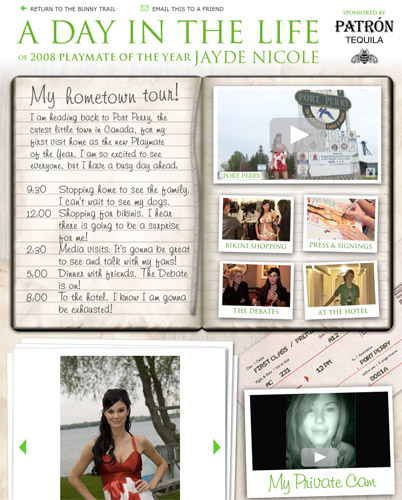 RETURN TO THE BUNNY TRAIL
EMAIL THIS TO A FRIEND
A DAY IN THE LIFE
OF 2008 PLAYMATE OF THE YEAR JAYDE NICOLE
SPONSORED BY
PATRÓN
TEQUILA
My hometown tour!
I am heading back to Port Perry, the
cutest little town in Canada, for my
first visit home as the new Playmate
of the Year. I am so excited to see
everyone, but I have a busy day ahead.
9:30 Stopping home to see the family.
I can't wait to see my dogs.
12:00 Shopping for bikinis. I hear
there is going to be a surprise
for me!
2:30 Media visits. It's gonna be great
to see and talk with my fans!
5:00 Dinner with friends. The Debate
is on!
8:00 To the hotel. I know I am gonna
be exhausted!
PORT PERRY
PORT PERRY
BIKINI SHOPPING
PRESS & SIGNINGS
THE DEBATES
AT THE HOTEL
FIRST CLASS /
A12
AC 231 12PM
PORT PERRY
0081A
My Private Cam